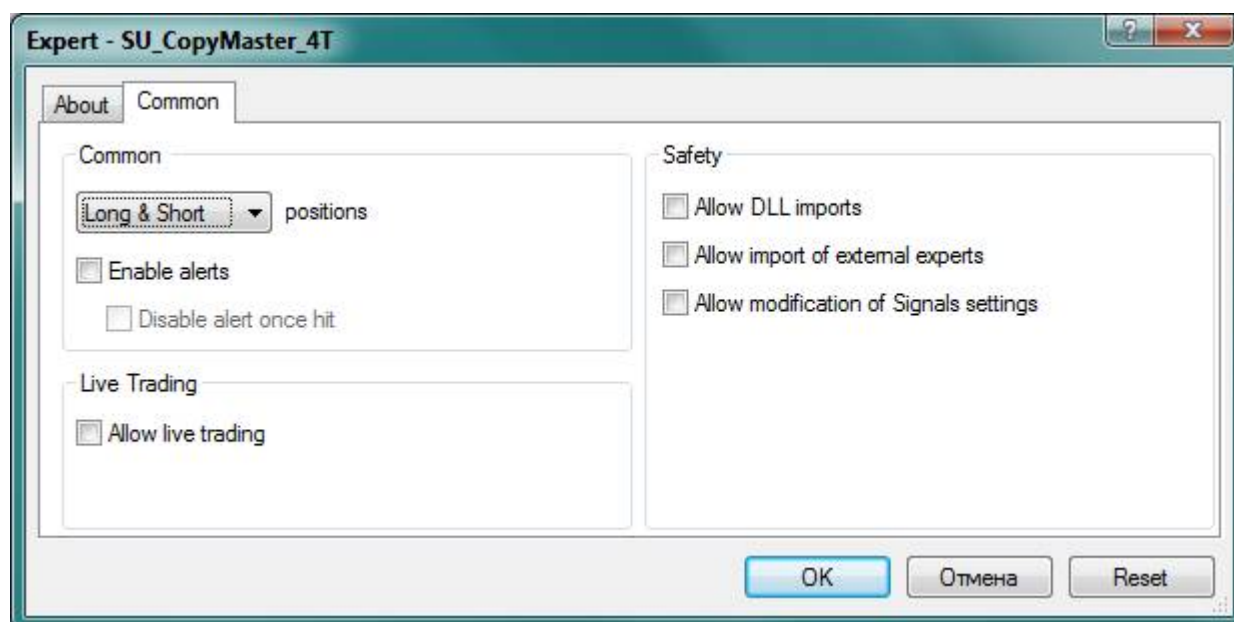 Expert - SU_CopyMaster_4T
About Common
Common
Long & Short positions
Enable alerts
Disable alert once hit
Live Trading
Allow live trading
Safety
Allow DLL imports
Allow import of external experts
Allow modification of Signals settings
OK Отмена Reset